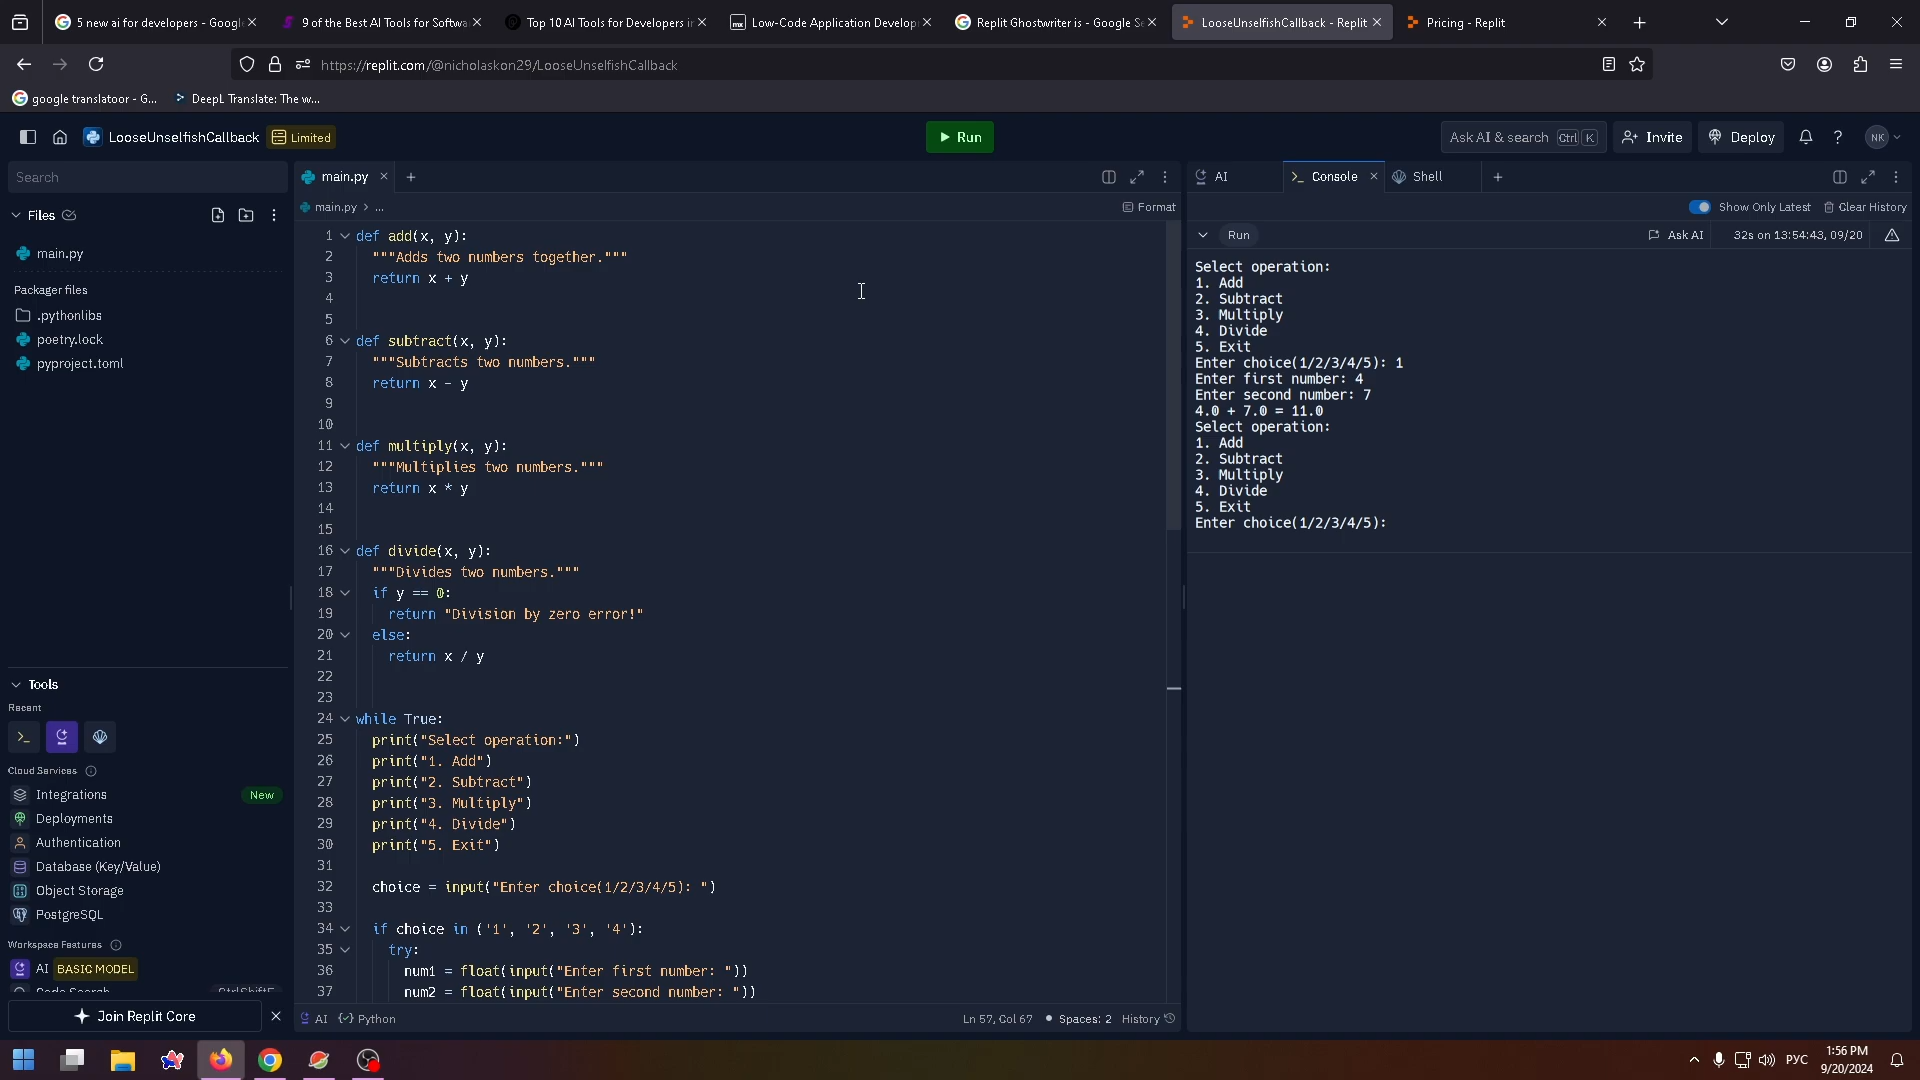 5 new ai for developers - Google
9 of the Best AI Tools for Softwa
Top 10 AI Tools for Developers in
Low-Code Application Develop
Replit Ghostwriter is - Google Se
LooseUnselfishCallback - Replit
Pricing - Replit
https://replit.com/@nicholaskon29/LooseUnselfishCallback
google translatoor - G...
DeepL Translate: The w...
LooseUnselfishCallback
Limited
Run
Ask AI & search Ctrl K
Invite
Deploy
NK
Search
Files
main.py
Packager files
.pythonlibs
poetry.lock
pyproject.toml
Tools
Recent
Cloud Services
Integrations New
Deployments
Authentication
Database (Key/Value)
Object Storage
PostgreSQL
Workspace Features
AI BASIC MODEL
Join Replit Core
main.py
main.py > ...
Format
1 def add(x, y):
2 """Adds two numbers together."""
3 return x + y
4
5
6 def subtract(x, y):
7 """Subtracts two numbers."""
8 return x - y
9
10
11 def multiply(x, y):
12 """Multiplies two numbers."""
13 return x * y
14
15
16 def divide(x, y):
17 """Divides two numbers."""
18 if y == 0:
19 return "Division by zero error!"
20 else:
21 return x / y
22
23
24 while True:
25 print("Select operation:")
26 print("1. Add")
27 print("2. Subtract")
28 print("3. Multiply")
29 print("4. Divide")
30 print("5. Exit")
31
32 choice = input("Enter choice(1/2/3/4/5): ")
33
34 if choice in ('1', '2', '3', '4'):
35 try:
36 num1 = float(input("Enter first number: "))
37 num2 = float(input("Enter second number: "))
AI Python
Ln 57, Col 67 Spaces: 2 History
AI
Console
Shell
Show Only Latest Clear History
Run
Ask AI
32s on 13:54:43, 09/20
Select operation:
1. Add
2. Subtract
3. Multiply
4. Divide
5. Exit
Enter choice(1/2/3/4/5): 1
Enter first number: 4
Enter second number: 7
4.0 + 7.0 = 11.0
Select operation:
1. Add
2. Subtract
3. Multiply
4. Divide
5. Exit
Enter choice(1/2/3/4/5):
РУС
1:56 PM
9/20/2024